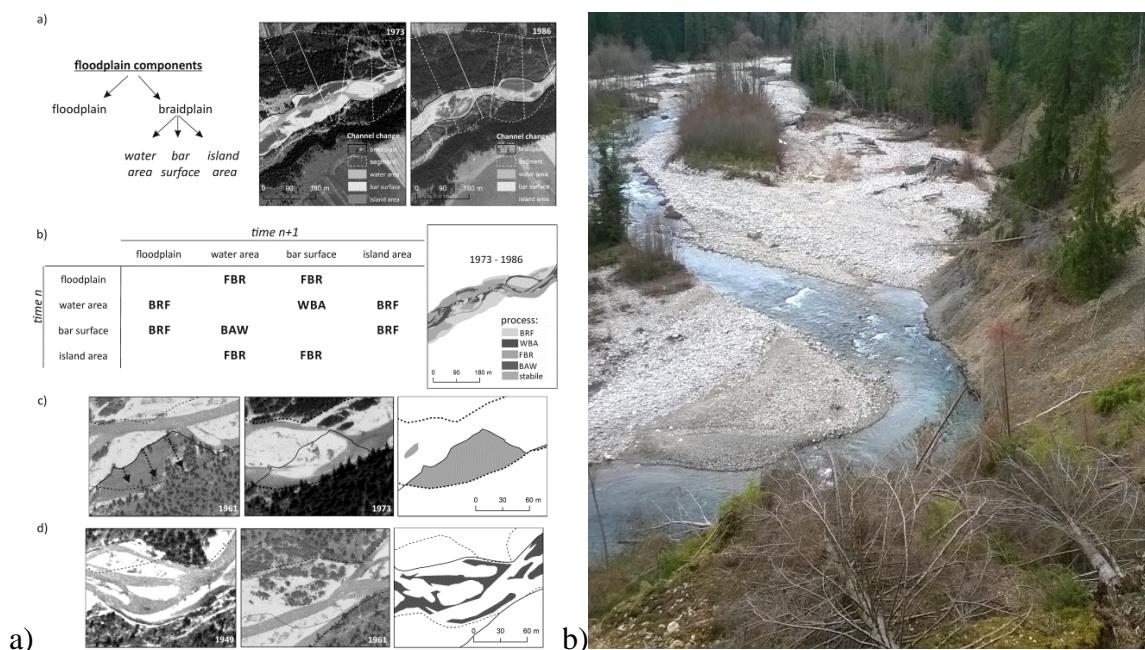 a)
floodplain components
floodplain braidplain
water area
bar surface
island area
1973
Channel change
braidplain
segment
water area
bar surface
island area
0 90 180 m
1986
Channel change
braidplain
segment
water area
bar surface
island area
0 90 180 m
b)
time n+1
floodplain water area bar surface island area
time n
floodplain FBR FBR
water area BRF WBA BRF
bar surface BRF BAW BRF
island area FBR FBR
1973 - 1986
process:
BRF
WBA
FBR
BAW
stabile
0 90 180 m
c)
1961
1973
0 30 60 m
d)
1949
1961
0 30 60 m
a)
b)